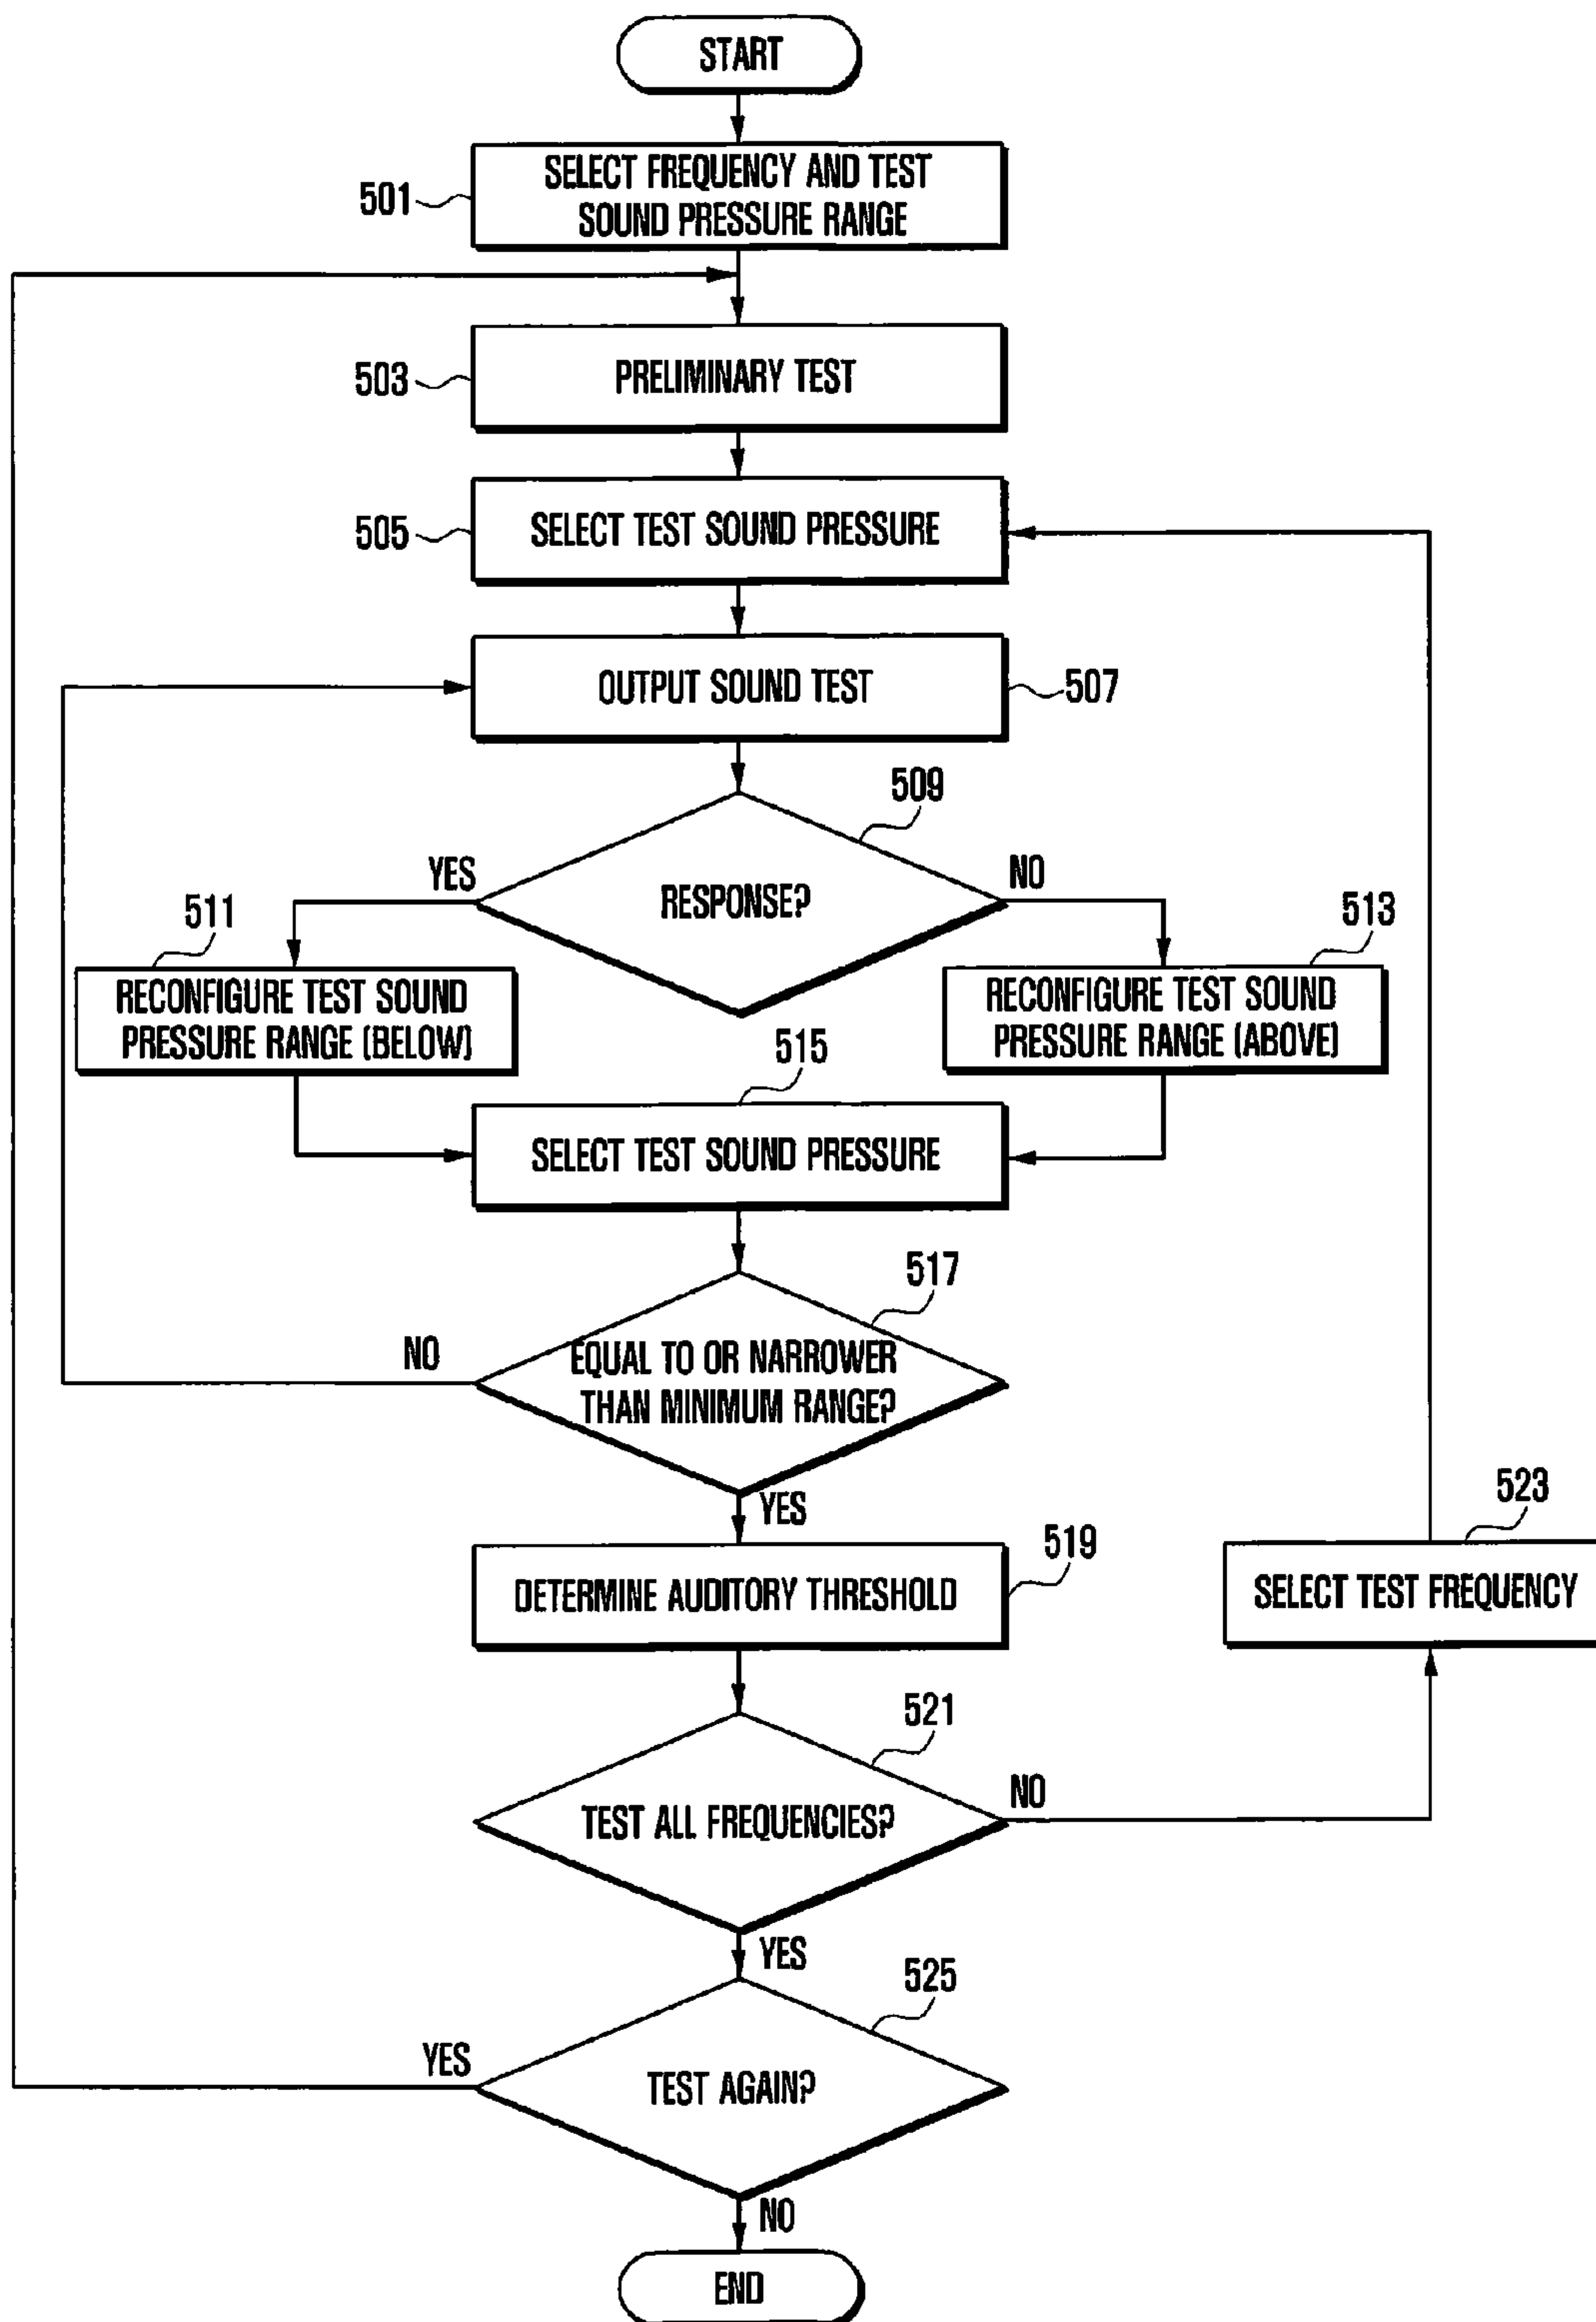 START
501
SELECT FREQUENCY AND TEST
SOUND PRESSURE RANGE
503
PRELIMINARY TEST
505
SELECT TEST SOUND PRESSURE
OUTPUT SOUND TEST
507
509
YES
RESPONSE?
NO
511
RECONFIGURE TEST SOUND
PRESSURE RANGE (BELOW)
513
RECONFIGURE TEST SOUND
PRESSURE RANGE (ABOVE)
515
SELECT TEST SOUND PRESSURE
517
NO
EQUAL TO OR NARROWER
THAN MINIMUM RANGE?
YES
519
DETERMINE AUDITORY THRESHOLD
523
SELECT TEST FREQUENCY
521
TEST ALL FREQUENCIES?
NO
YES
525
YES
TEST AGAIN?
NO
END